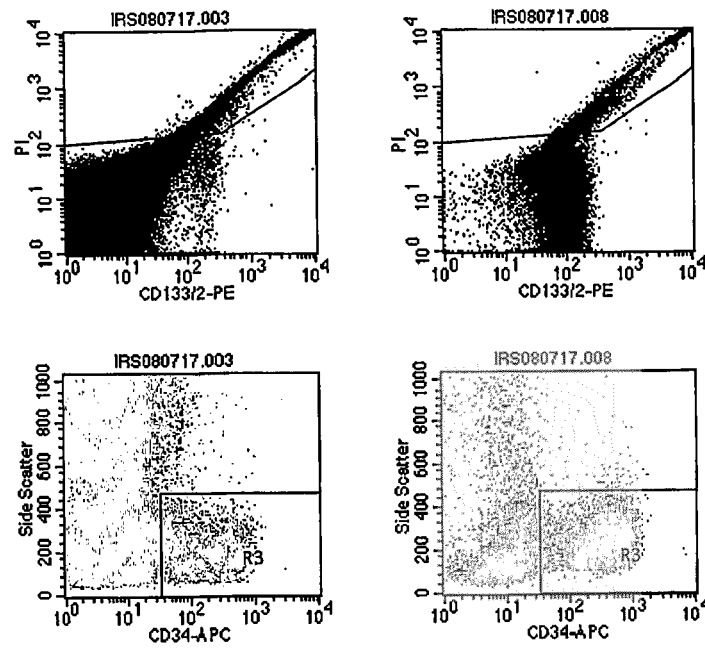 IRS080717.003
IRS080717.008
PI
10^4
10^3
10^2
10^1
10^0
10^0 10^1 10^2 10^3 10^4
CD133/2-PE
PI
10^4
10^3
10^2
10^1
10^0
10^0 10^1 10^2 10^3 10^4
CD133/2-PE
IRS080717.003
IRS080717.008
Side Scatter
1000
800
600
400
200
0
R3
10^0 10^1 10^2 10^3 10^4
CD34-APC
Side Scatter
1000
800
600
400
200
0
R3
10^0 10^1 10^2 10^3 10^4
CD34-APC